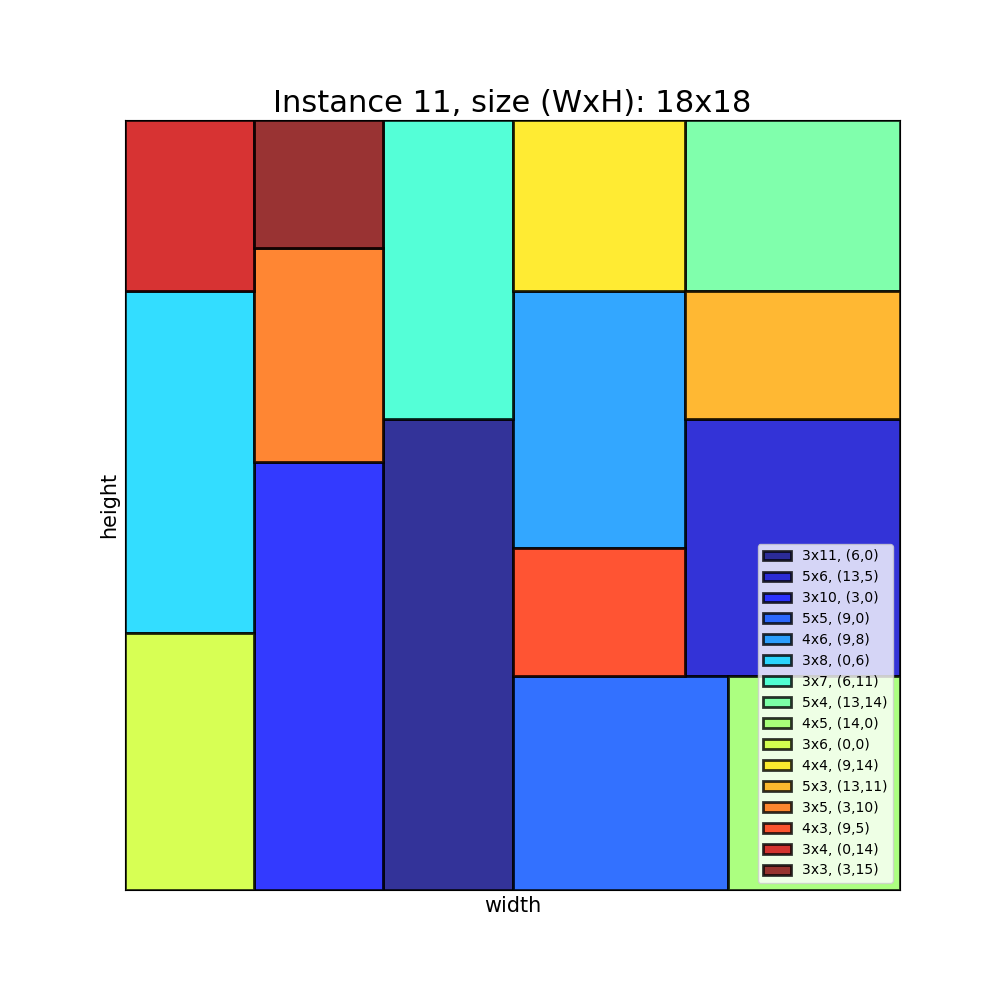 Instance 11, size (WxH): 18x18
height
3x11, (6,0)
5x6, (13,5)
3x10, (3,0)
5x5, (9,0)
4x6, (9,8)
3x8, (0,6)
3x7, (6,11)
5x4, (13,14)
4x5, (14,0)
3x6, (0,0)
4x4, (9,14)
5x3, (13,11)
3x5, (3,10)
4x3, (9,5)
3x4, (0,14)
3x3, (3,15)
width